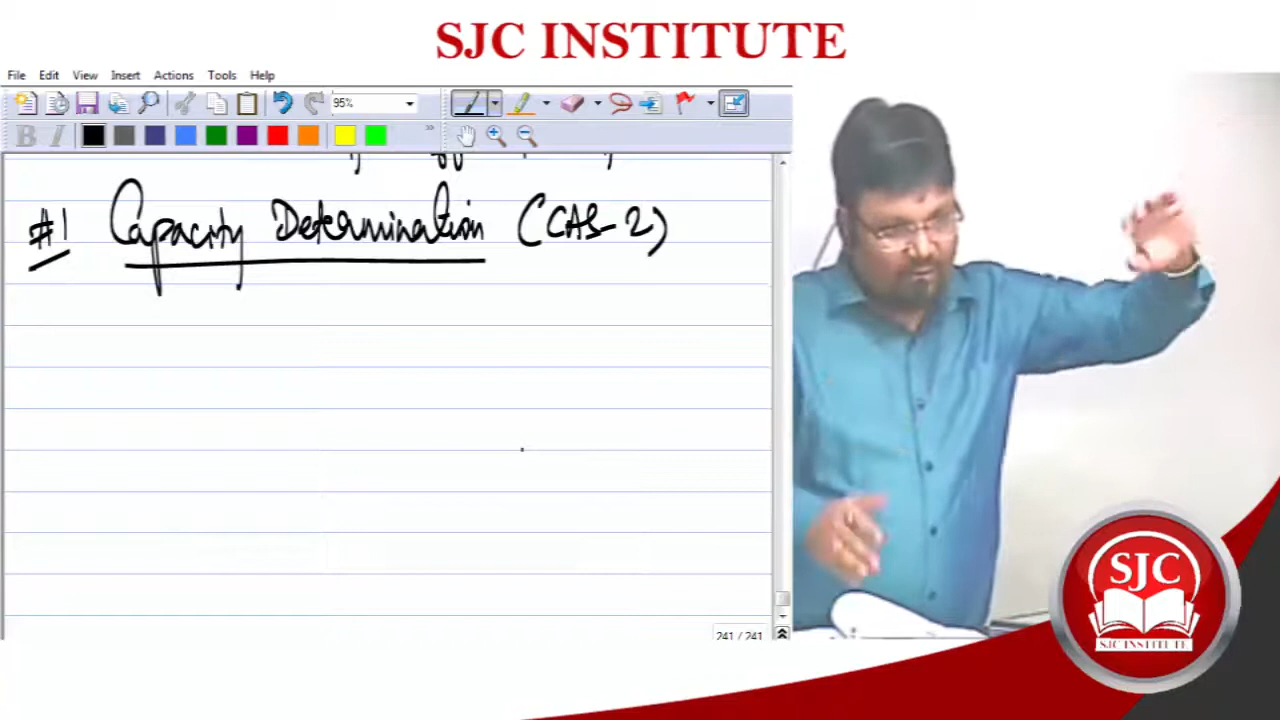 SJC INSTITUTE
File Edit View Insert Actions Tools Help
95%
B I
#1 Capacity Determination (CAS-2)
241 / 241
SJC
SJC INSTITUTE